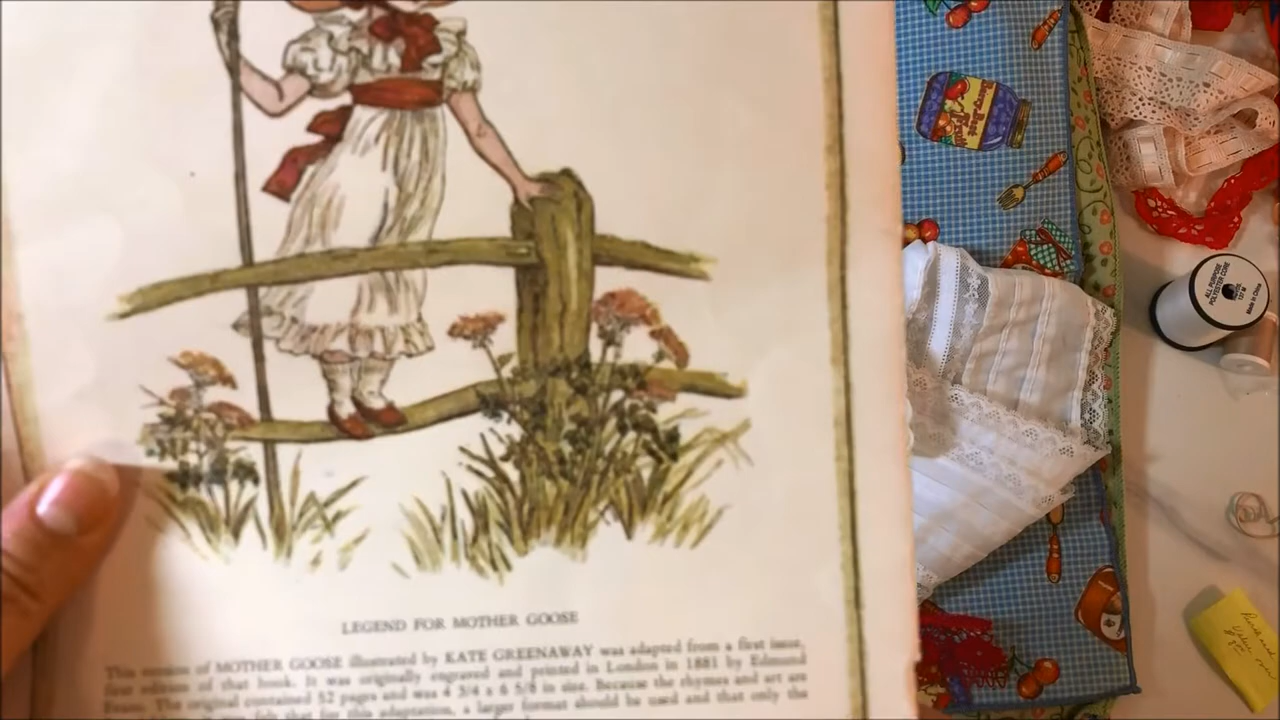 LEGEND FOR MOTHER GOOSE
This version of MOTHER GOOSE illustrated by KATE GREENAWAY was adapted from a first issue,
first edition of that book. It was originally engraved and printed in London in 1881 by Edmund
Evans. The original contained 52 pages and was 4 3/4 x 6 5/8 in size. Because the rhymes and art are
felt that for this adaptation, a larger format should be used and that only the
ALL PURPOSE
POLYESTER CORE
137 M
Made in China